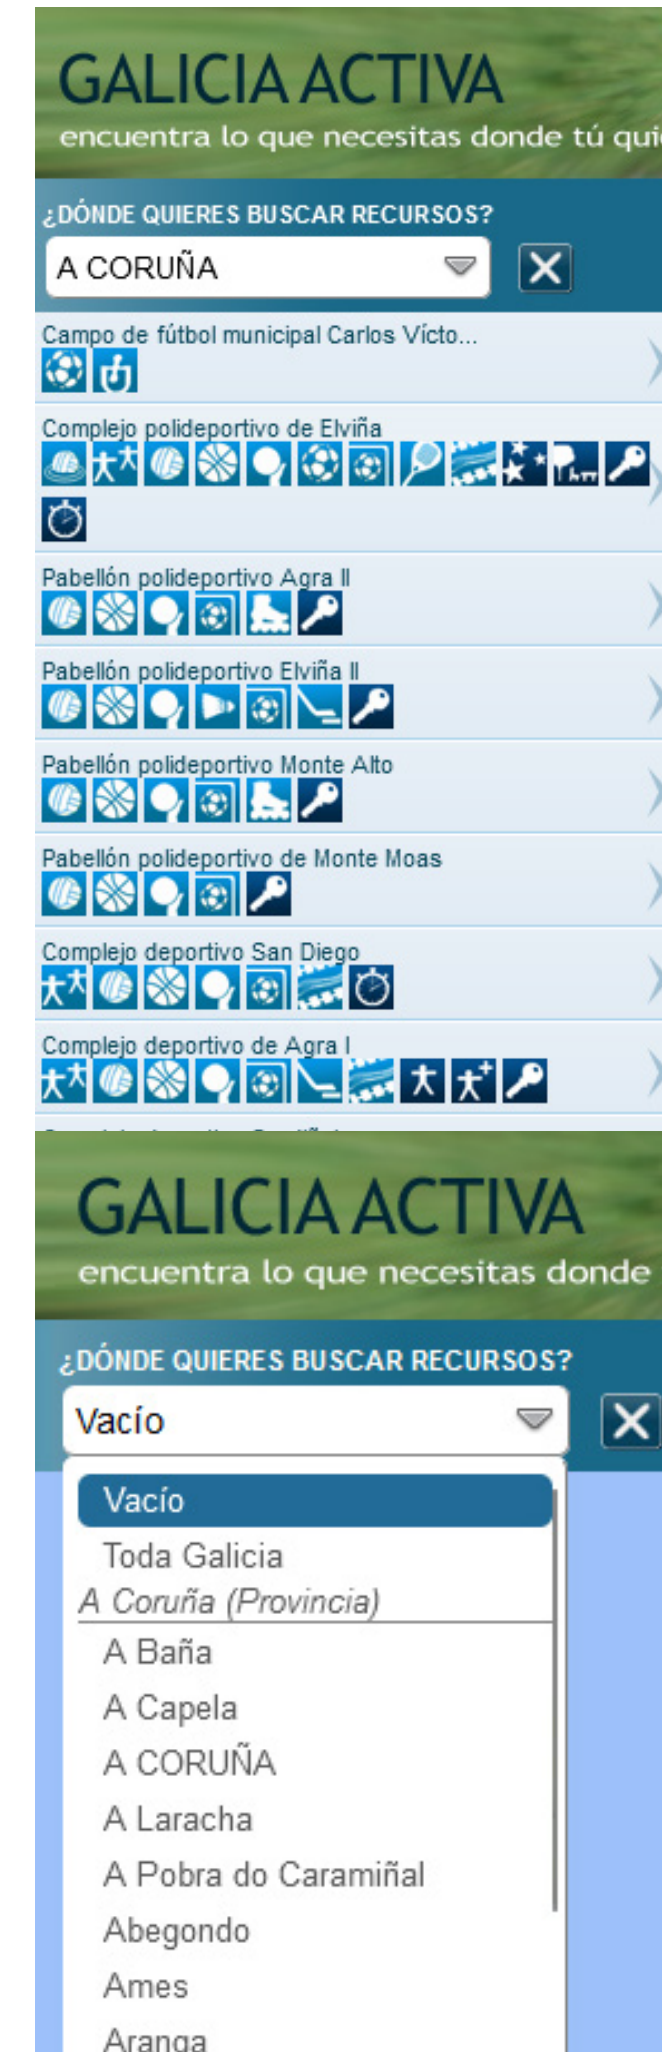 GALICIA ACTIVA
encuentra lo que necesitas donde tú
¿DÓNDE QUIERES BUSCAR RECURSOS?
A CORUÑA
Campo de fútbol municipal Carlos Vícto...
Complejo polideportivo de Elviña
Pabellón polideportivo Agra II
Pabellón polideportivo Elviña II
Pabellón polideportivo Monte Alto
Pabellón polideportivo de Monte Moas
Complejo deportivo San Diego
Complejo deportivo de Agra I
GALICIA ACTIVA
encuentra lo que necesitas donde
¿DÓNDE QUIERES BUSCAR RECURSOS?
Vacío
Vacío
Toda Galicia
A Coruña (Provincia)
A Baña
A Capela
A CORUÑA
A Laracha
A Pobra do Caramiñal
Abegondo
Ames
Aranga